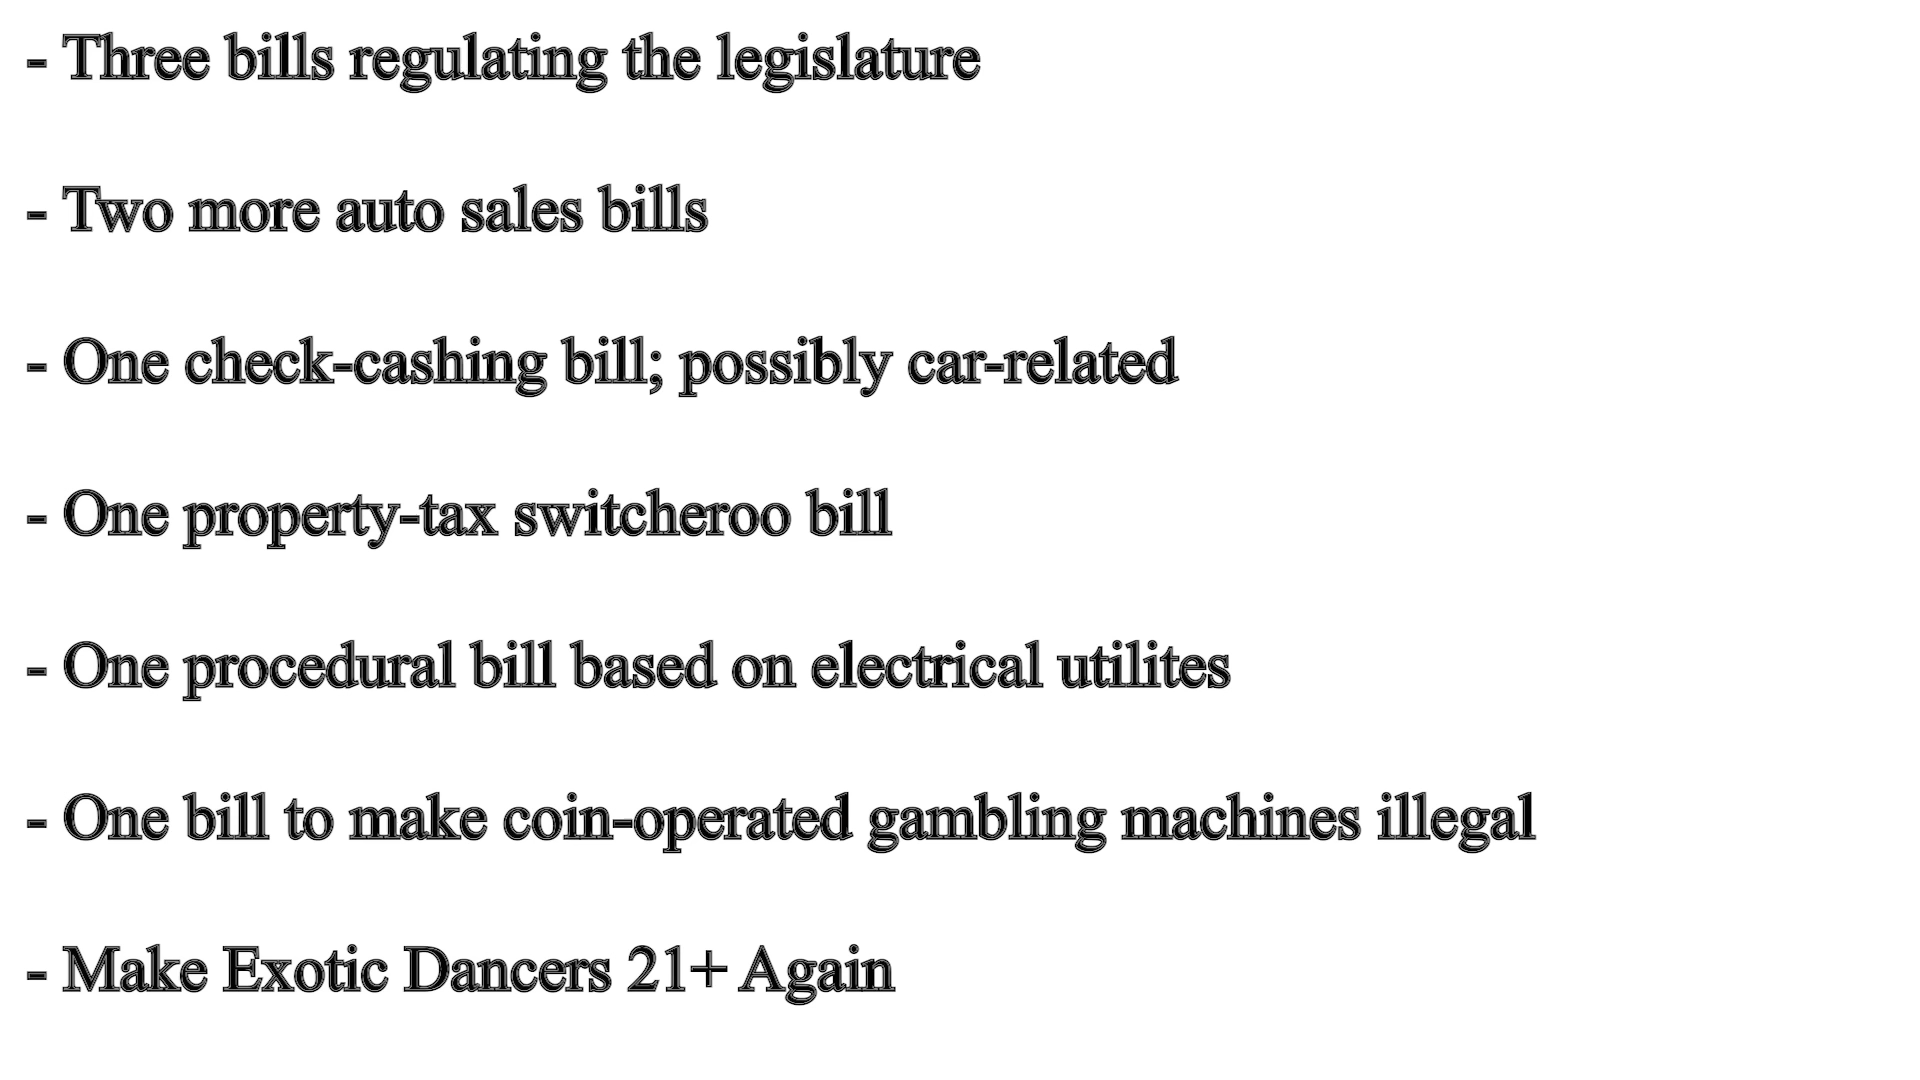 - Three bills regulating the legislature
- Two more auto sales bills
- One check-cashing bill; possibly car-related
- One property-tax switcheroo bill
- One procedural bill based on electrical utilites
- One bill to make coin-operated gambling machines illegal
- Make Exotic Dancers 21+ Again